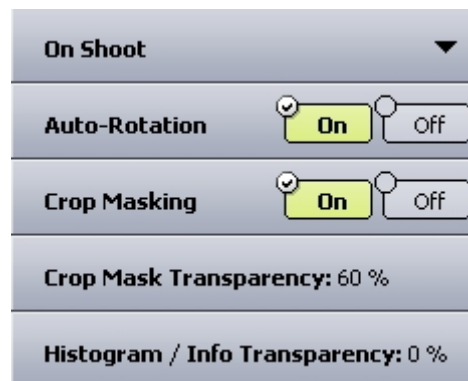 On Shoot
Auto-Rotation On Off
Crop Masking On Off
Crop Mask Transparency: 60 %
Histogram / Info Transparency: 0 %